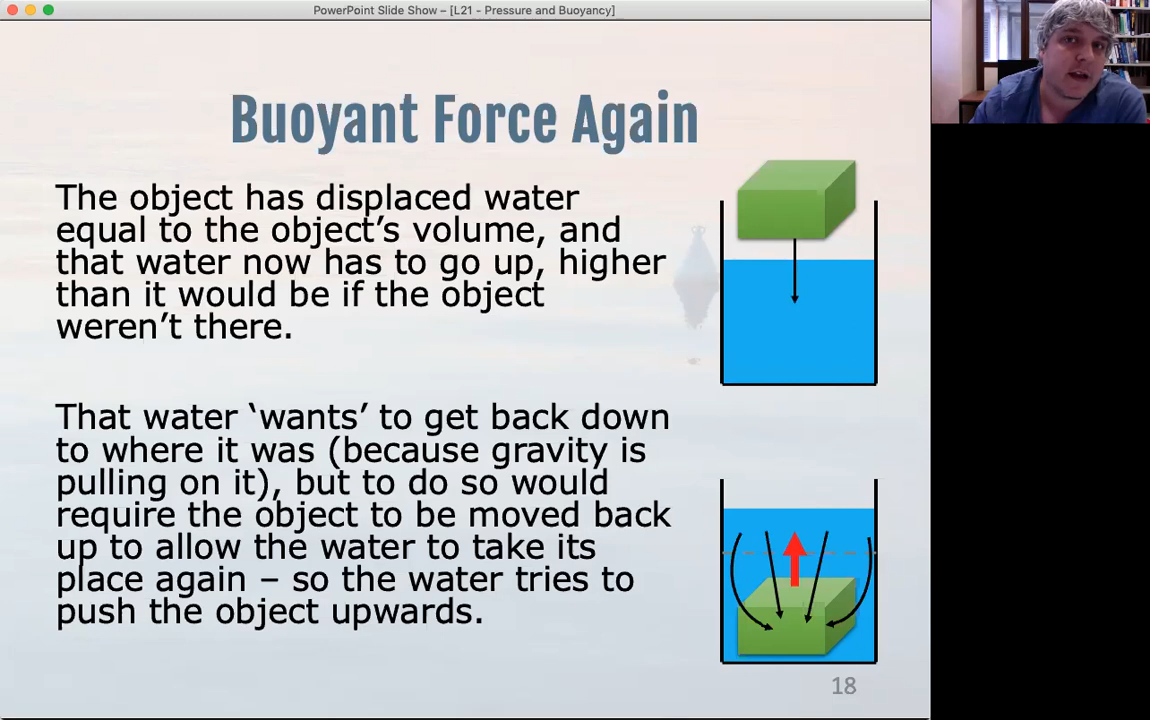 PowerPoint Slide Show – [L21 - Pressure and Buoyancy]
Buoyant Force Again
The object has displaced water
equal to the object’s volume, and
that water now has to go up, higher
than it would be if the object
weren’t there.
That water ‘wants’ to get back down
to where it was (because gravity is
pulling on it), but to do so would
require the object to be moved back
up to allow the water to take its
place again – so the water tries to
push the object upwards.
18